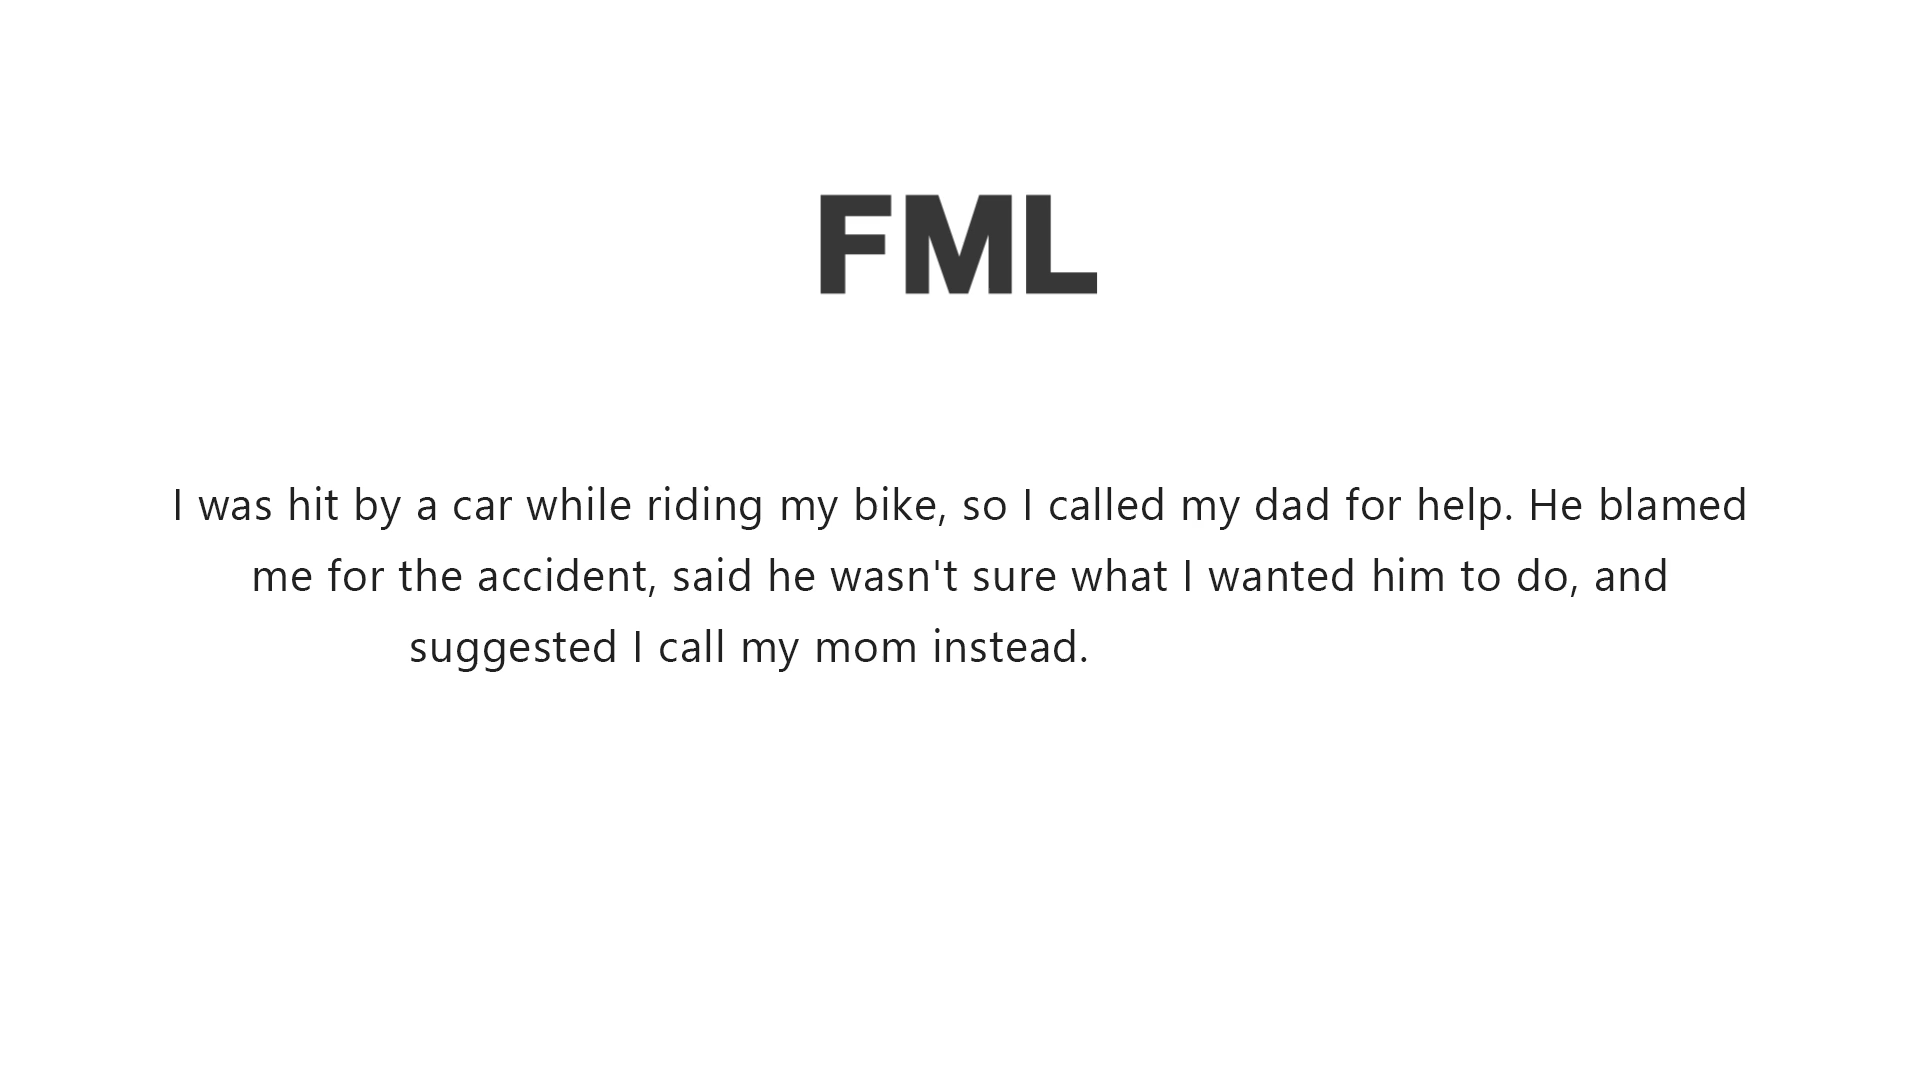 FML
I was hit by a car while riding my bike, so I called my dad for help. He blamed
me for the accident, said he wasn't sure what I wanted him to do, and
suggested I call my mom instead.